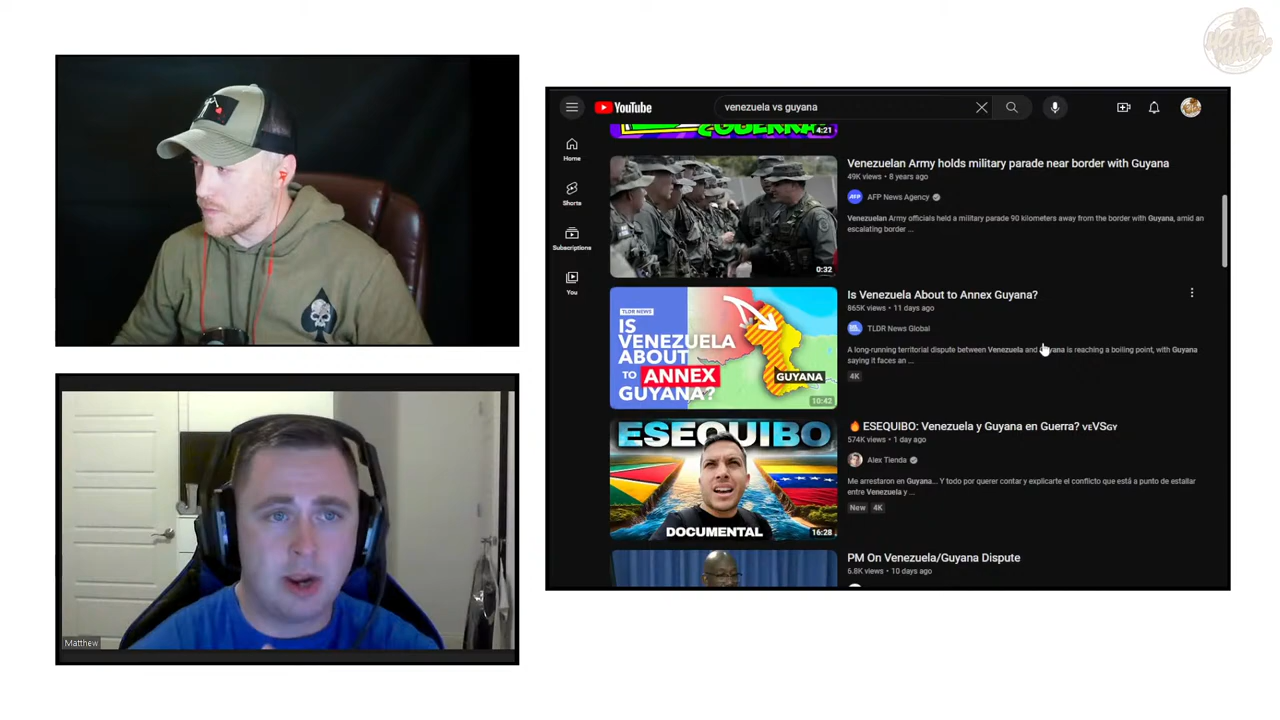 HOTEL
WAVOS
Matthew
YouTube
venezuela vs guyana
Home
Shorts
Subscriptions
You
4:21
Venezuelan Army holds military parade near border with Guyana
49K views • 8 years ago
AFP
AFP News Agency
Venezuelan Army officials held a military parade 90 kilometers away from the border with Guyana, amid an
escalating border ...
0:32
TLDR NEWS
IS
VENEZUELA
ABOUT
TO ANNEX
GUYANA?
GUYANA
10:42
Is Venezuela About to Annex Guyana?
865K views • 11 days ago
TLDR News Global
A long-running territorial dispute between Venezuela and Guyana is reaching a boiling point, with Guyana
saying it faces an ...
4K
ESEQUIBO
DOCUMENTAL
16:28
🔥 ESEQUIBO: Venezuela y Guyana en Guerra? ᴠᴇVSɢʏ
574K views • 1 day ago
Alex Tienda
Me arrestaron en Guyana... Y todo por querer contar y explicarte el conflicto que está a punto de estallar
entre Venezuela y ...
New 4K
PM On Venezuela/Guyana Dispute
6.8K views • 10 days ago